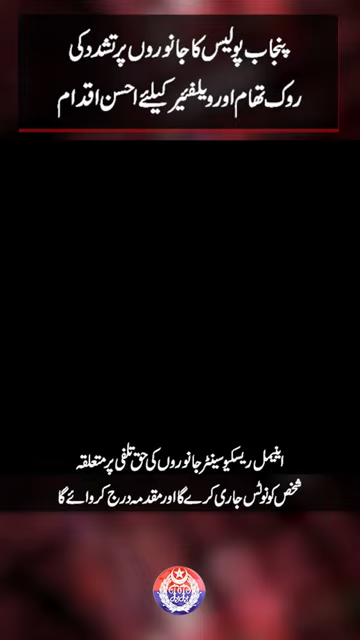 پنجاب پولیس کا جانوروں پر تشدد کی
روک تھام اور ویلفئیر کیلئے احسن اقدام
اینیمل ریسکیو سینٹر جانوروں کی حق تلفی پر متعلقہ
شخص کو نوٹس جاری کرے گا اور مقدمہ درج کروائے گا